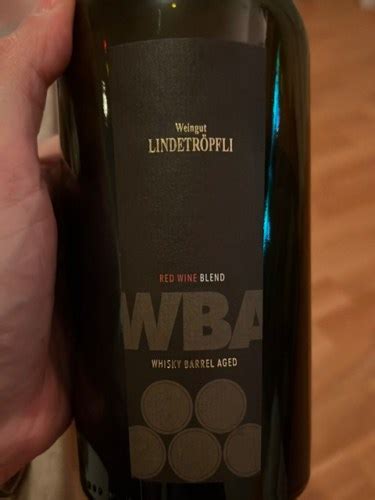 Weingut
LINDETRÖPFLI
RED WINE BLEND
WBA
WHISKY BARREL AGED